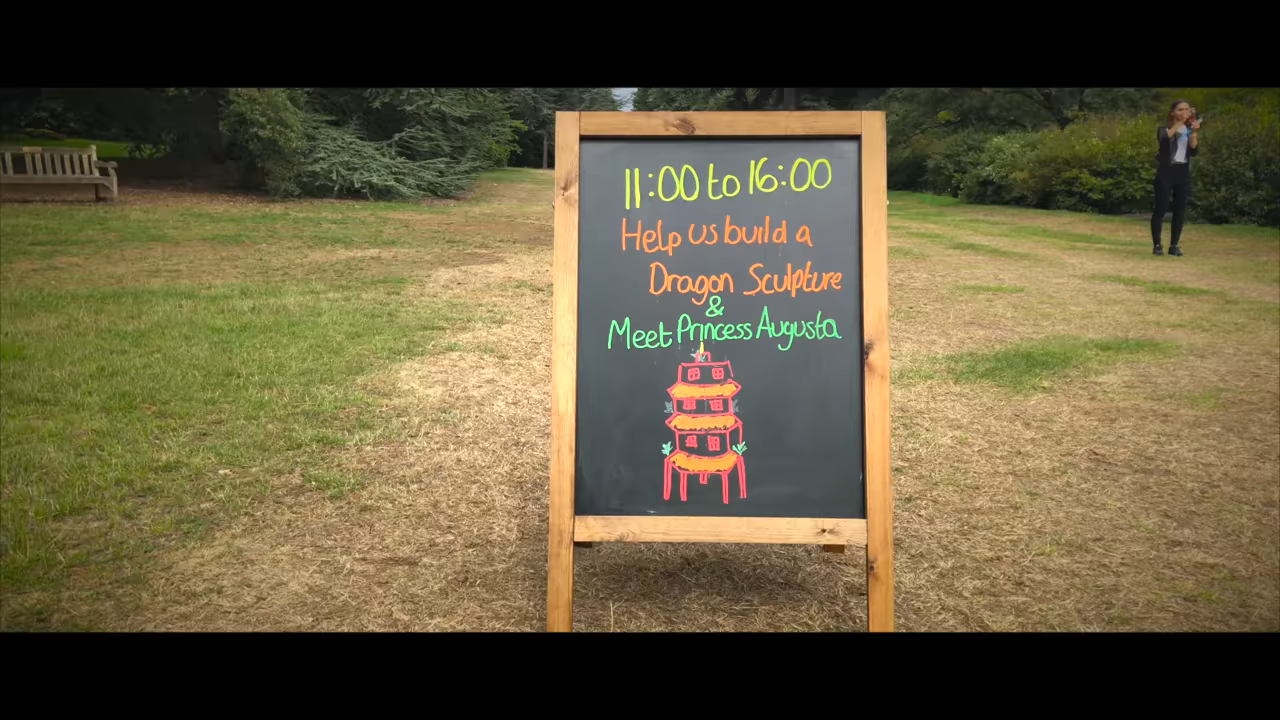 11:00 to 16:00
Help us build a
Dragon Sculpture
&
Meet Princess Augusta